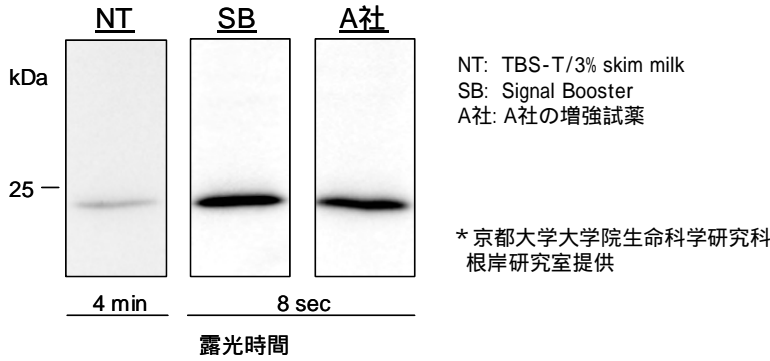 NT
SB
A社
kDa
25
4 min
8 sec
露光時間
NT: TBS-T/3% skim milk
SB: Signal Booster
A社: A社の増強試薬
*京都大学大学院生命科学研究科
根岸研究室提供